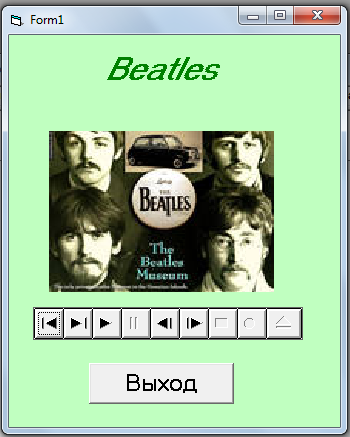 Form1
Beatles
THE
BEATLES
The
Beatles
Museum
Выход